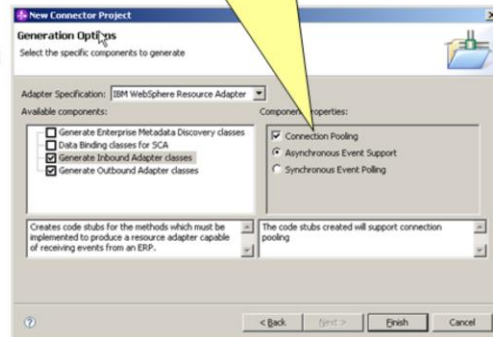 New Connector Project
Generation Options
Select the specific components to generate
Adapter Specification: IBM WebSphere Resource Adapter
Available components:
Component Properties:
Generate Enterprise Metadata Discovery classes
Data Binding classes for SCA
Generate Inbound Adapter classes
Generate Outbound Adapter classes
Connection Pooling
Asynchronous Event Support
Synchronous Event Polling
Creates code stubs for the methods which must be
implemented to produce a resource adapter capable
of receiving events from an ERP.
The code stubs created will support connection
pooling
< Back
Next >
Finish
Cancel